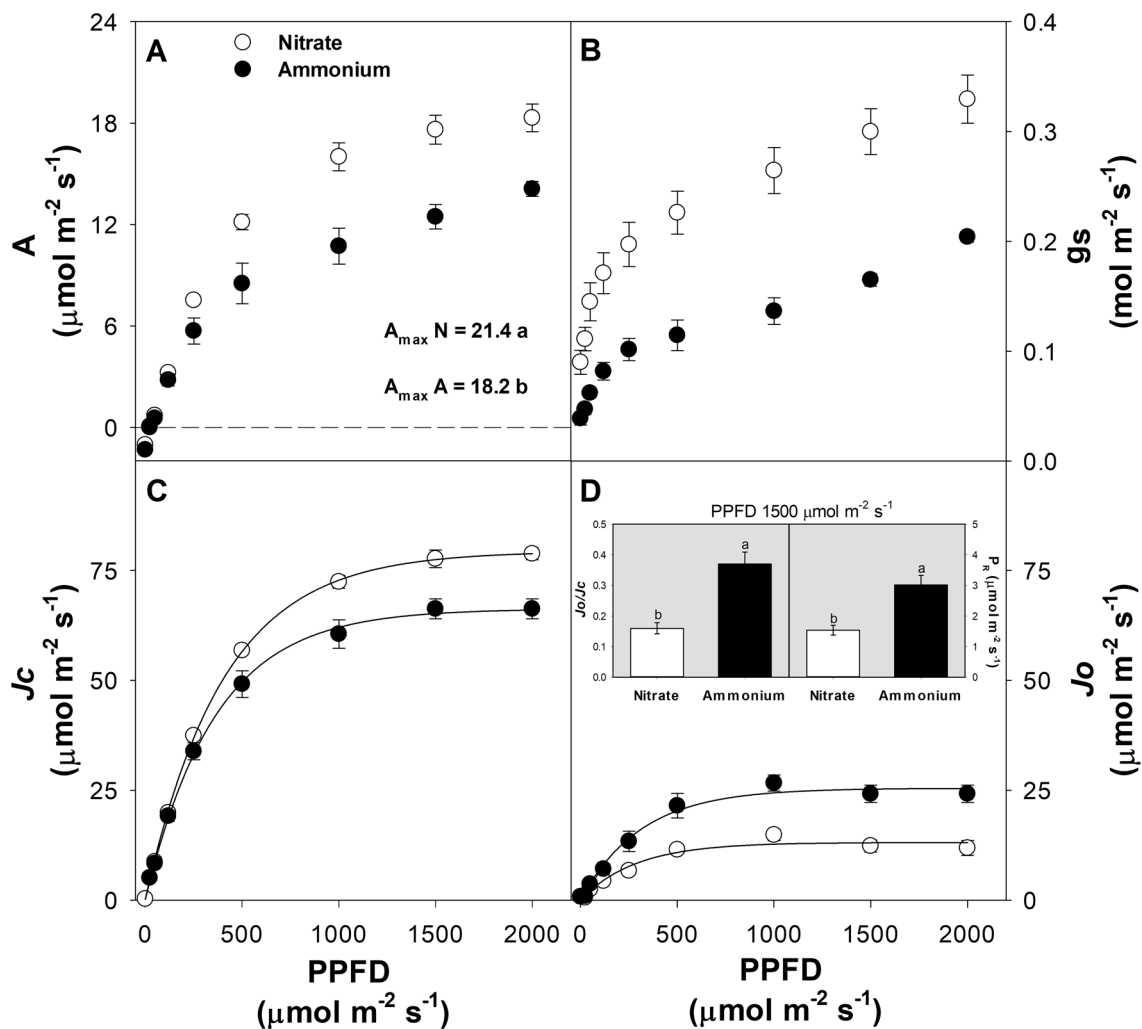 A
Nitrate
Ammonium
24
18
12
6
0
A
(μmol m-2 s-1)
Amax N = 21.4 a
Amax A = 18.2 b
B
0.4
0.3
0.2
0.1
0.0
gs
(mol m-2 s-1)
C
75
50
25
0
Jc
(μmol m-2 s-1)
0 500 1000 1500 2000
PPFD
(μmol m-2 s-1)
D
PPFD 1500 μmol m-2 s-1
0.5
0.4
0.3
0.2
0.1
0.0
Jo/Jc
b
a
b
a
5
4
3
2
1
0
PR (μmol m-2 s-1)
Nitrate Ammonium Nitrate Ammonium
75
50
25
0
Jo
(μmol m-2 s-1)
0 500 1000 1500 2000
PPFD
(μmol m-2 s-1)